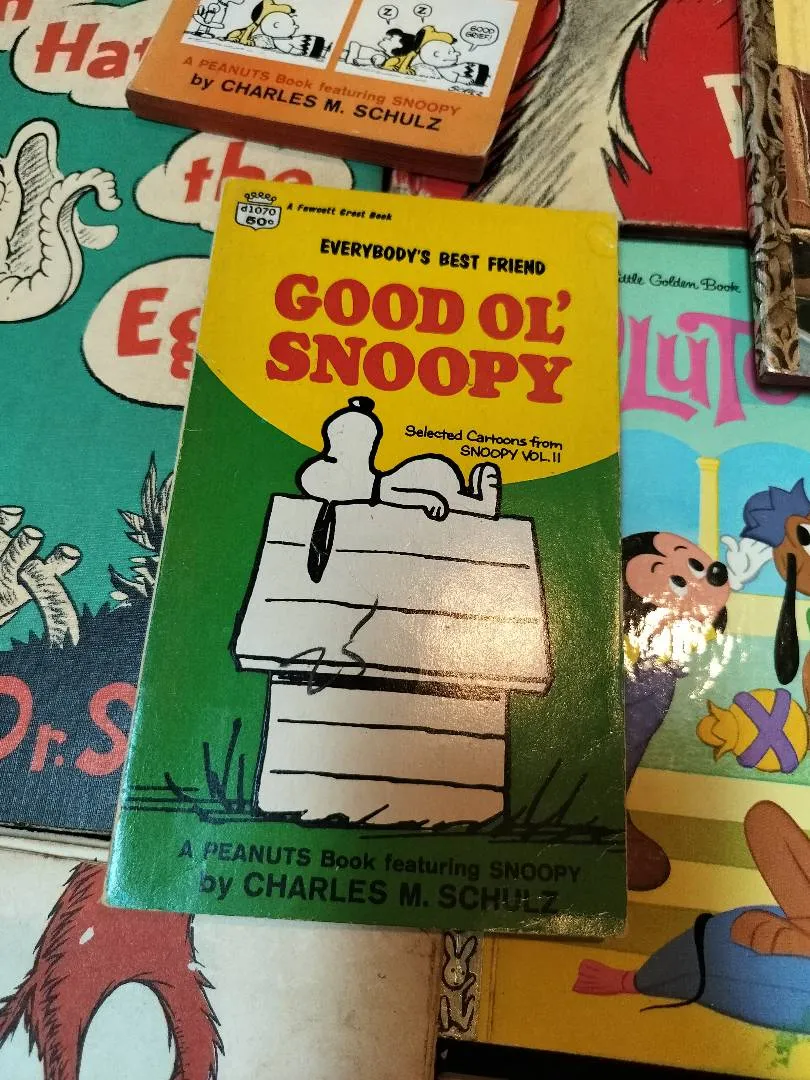 Hat
the
Eg
Dr. S
Z
Z
GOOD
GRIEF!
A PEANUTS Book featuring SNOOPY
by CHARLES M. SCHULZ
d1070
50¢
A Fawcett Crest Book
EVERYBODY'S BEST FRIEND
GOOD OL'
SNOOPY
Selected Cartoons from
SNOOPY VOL. II
A PEANUTS Book featuring SNOOPY
by CHARLES M. SCHULZ
ittle Golden Book
LUTO